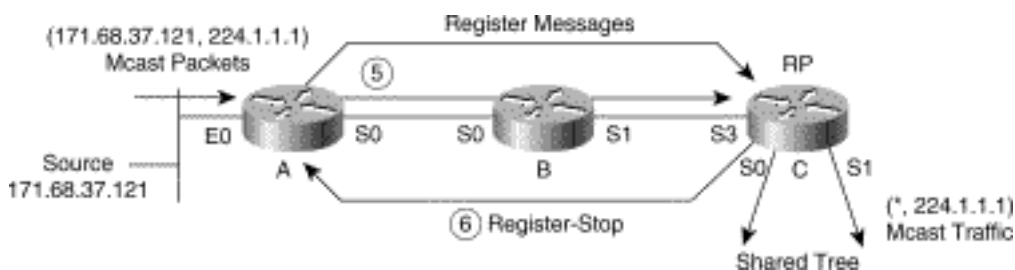 Register Messages
(171.68.37.121, 224.1.1.1)
Mcast Packets
RP
5
E0
S0
S0
S1
S3
A
B
S0
C
S1
Source
171.68.37.121
6 Register-Stop
(*, 224.1.1.1)
Mcast Traffic
Shared Tree